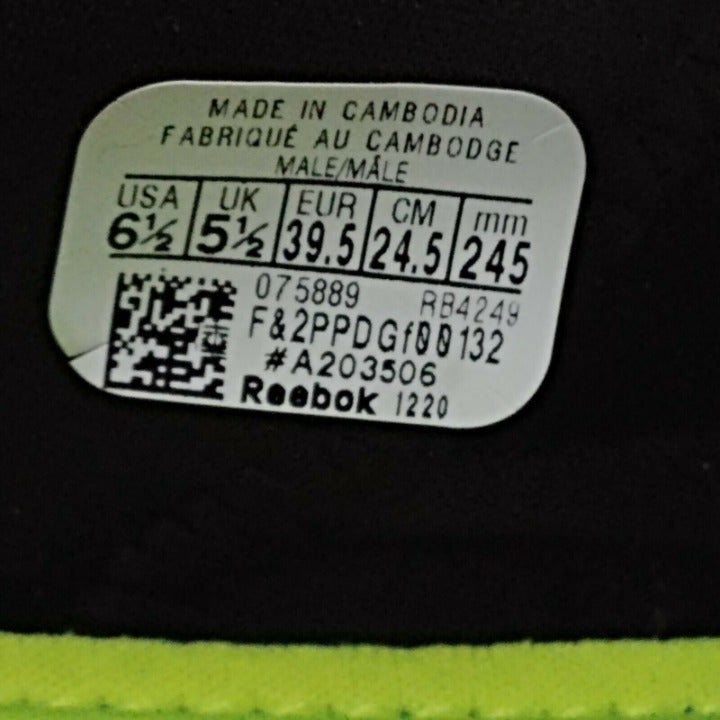 MADE IN CAMBODIA
FABRIQUÉ AU CAMBODGE
MALE/MÂLE
USA UK EUR CM mm
6½ 5½ 39.5 24.5 245
075889 RB4249
F&2PPDGf00132
#A203506
Reebok 1220